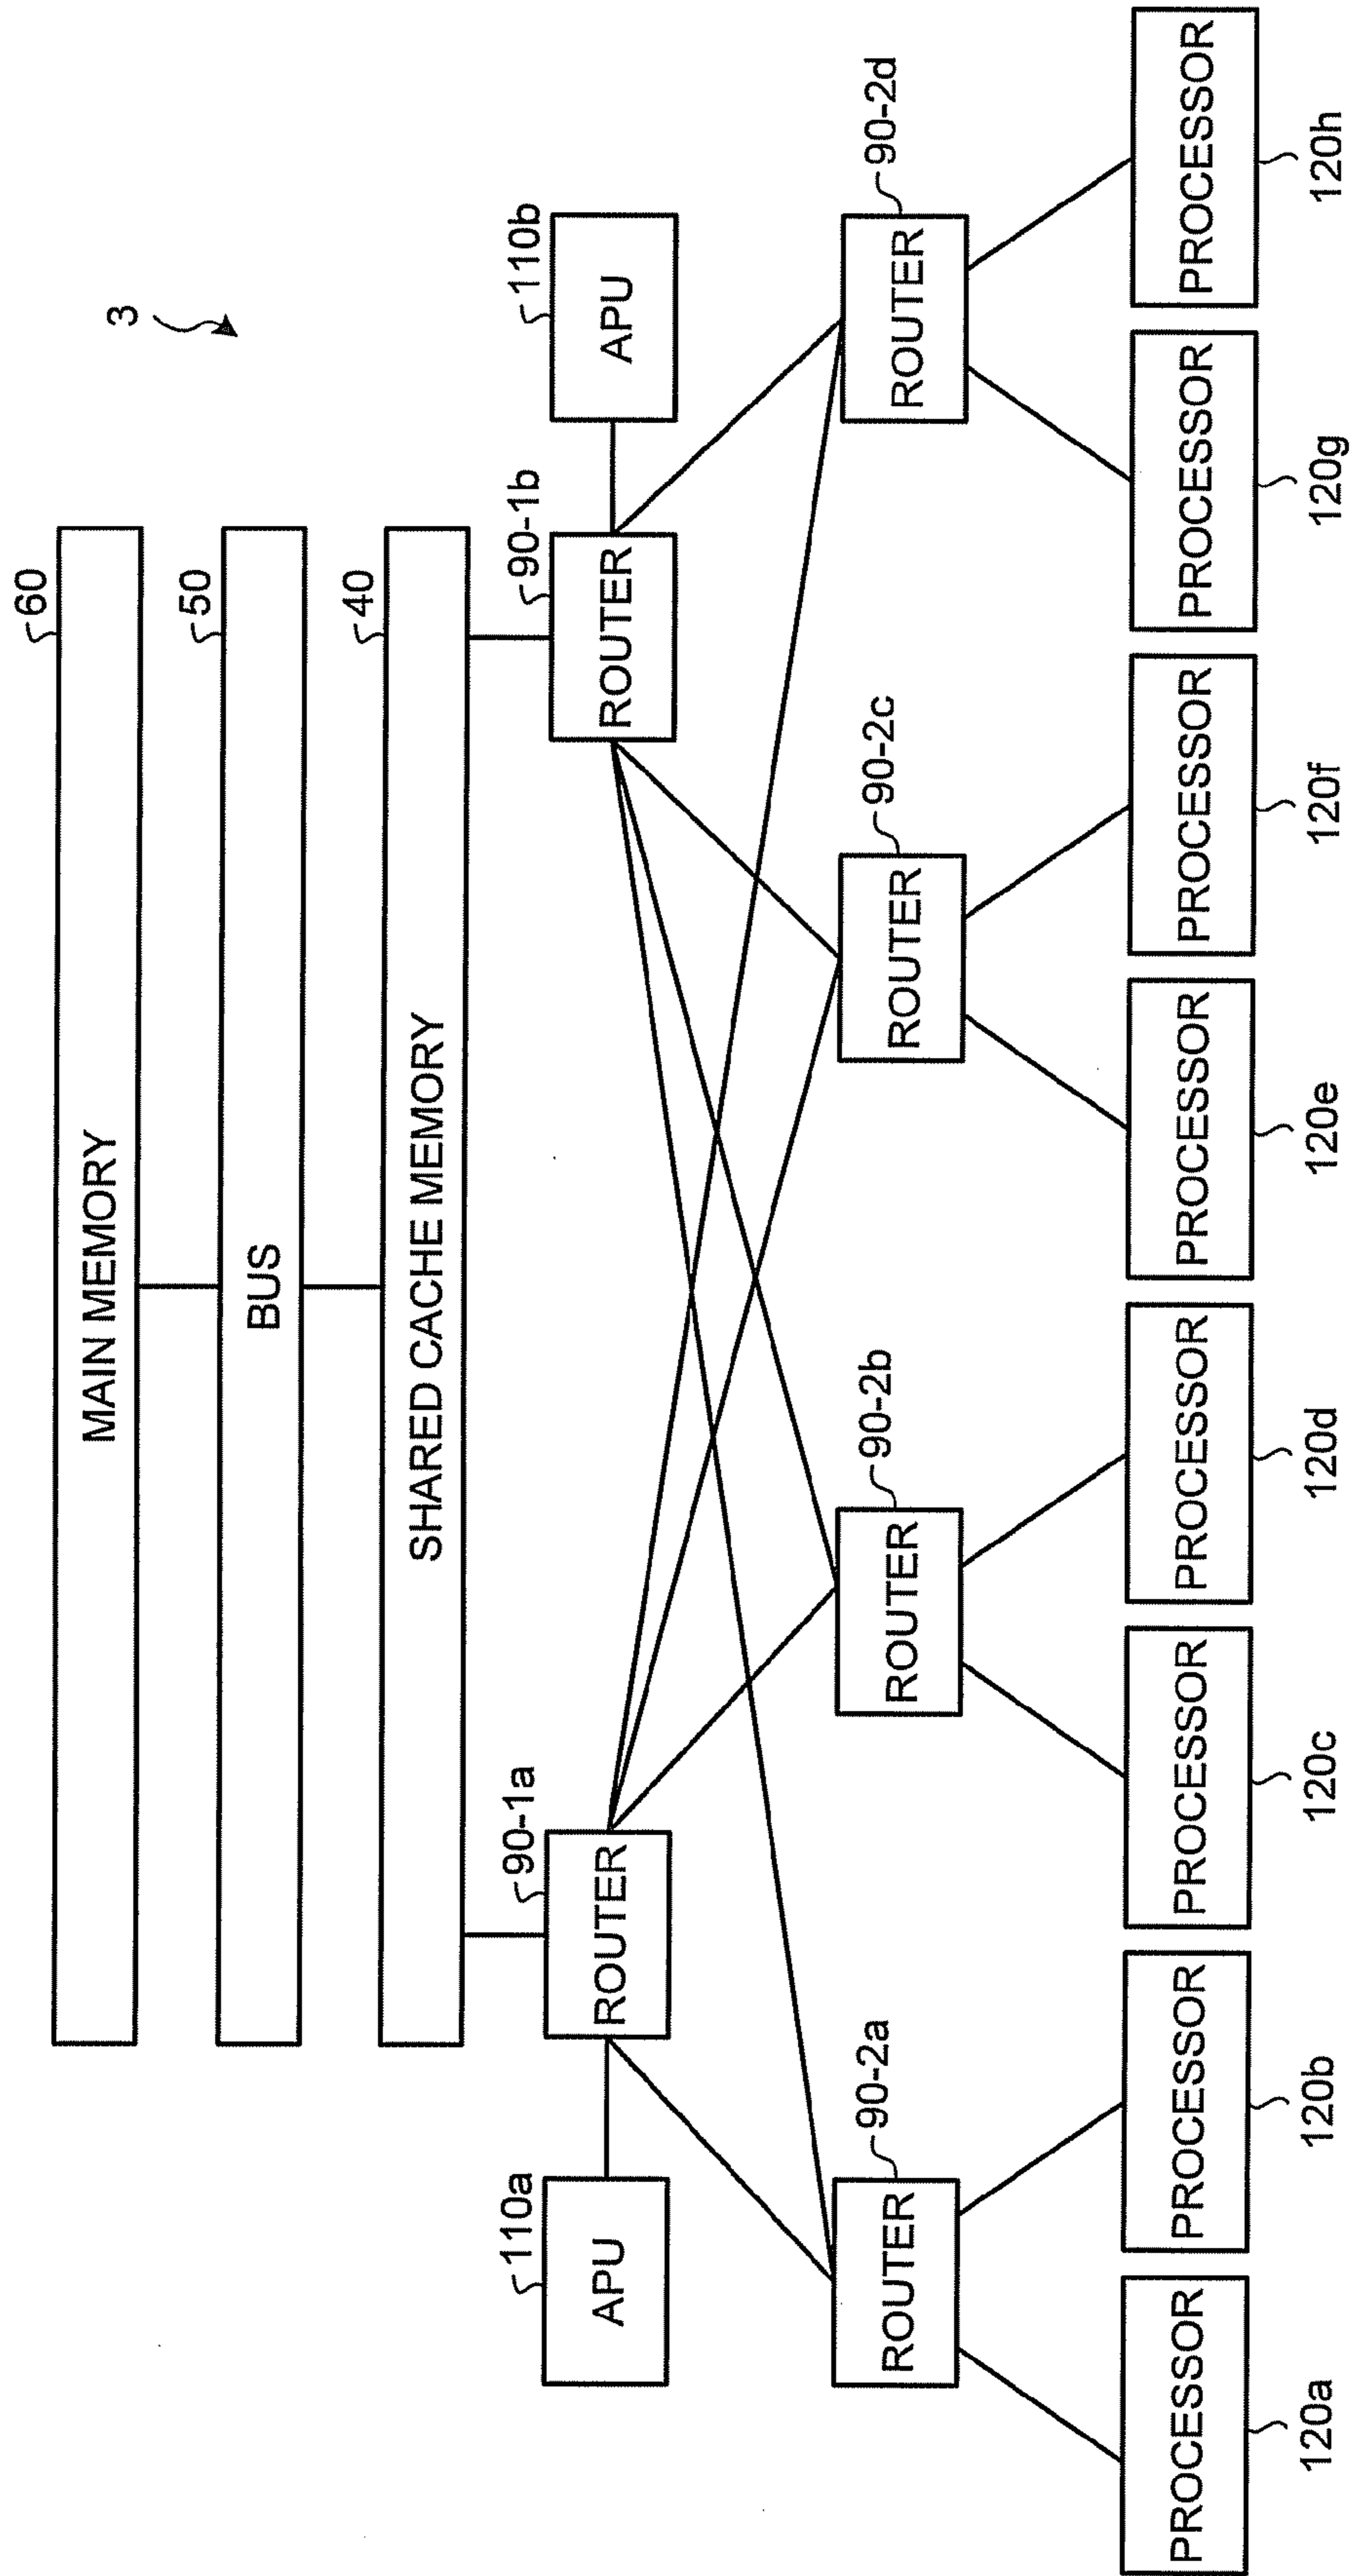 3
60
MAIN MEMORY
50
BUS
40
SHARED CACHE MEMORY
110a
APU
90-1a
ROUTER
90-1b
ROUTER
110b
APU
90-2a
ROUTER
90-2b
ROUTER
90-2c
ROUTER
90-2d
ROUTER
PROCESSOR
PROCESSOR
PROCESSOR
PROCESSOR
PROCESSOR
PROCESSOR
PROCESSOR
PROCESSOR
120a
120b
120c
120d
120e
120f
120g
120h